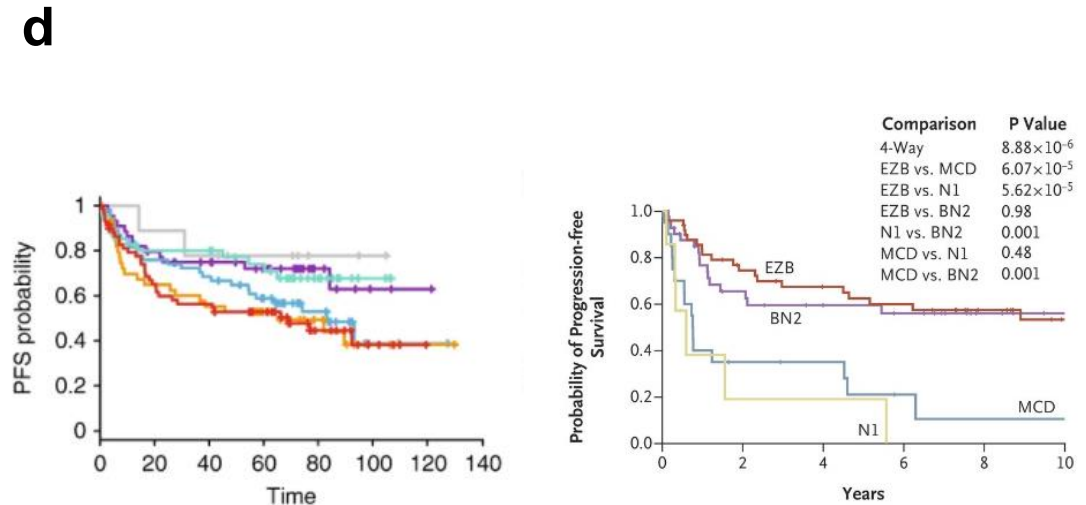 d
Comparison P Value
4-Way 8.88×10⁻⁶
EZB vs. MCD 6.07×10⁻⁵
EZB vs. N1 5.62×10⁻⁵
EZB vs. BN2 0.98
N1 vs. BN2 0.001
MCD vs. N1 0.48
MCD vs. BN2 0.001
PFS probability
1
0.8
0.6
0.4
0.2
0
0 20 40 60 80 100 120 140
Time
Probability of Progression-free
Survival
1.0
0.8
0.6
0.4
0.2
0.0
EZB
BN2
MCD
N1
0 2 4 6 8 10
Years